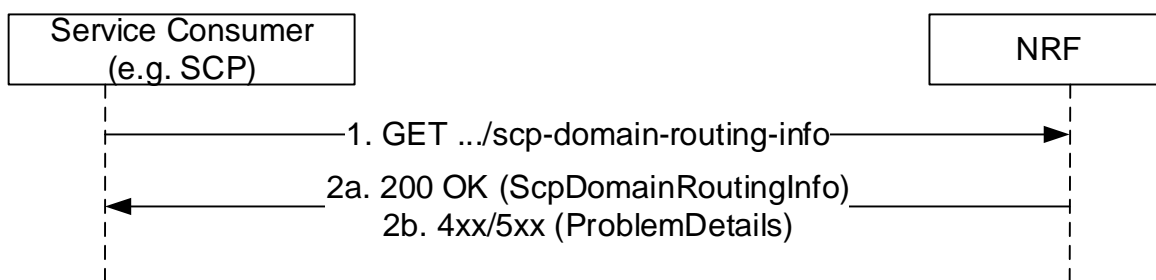 Service Consumer
(e.g. SCP)
NRF
1. GET .../scp-domain-routing-info
2a. 200 OK (ScpDomainRoutingInfo)
2b. 4xx/5xx (ProblemDetails)